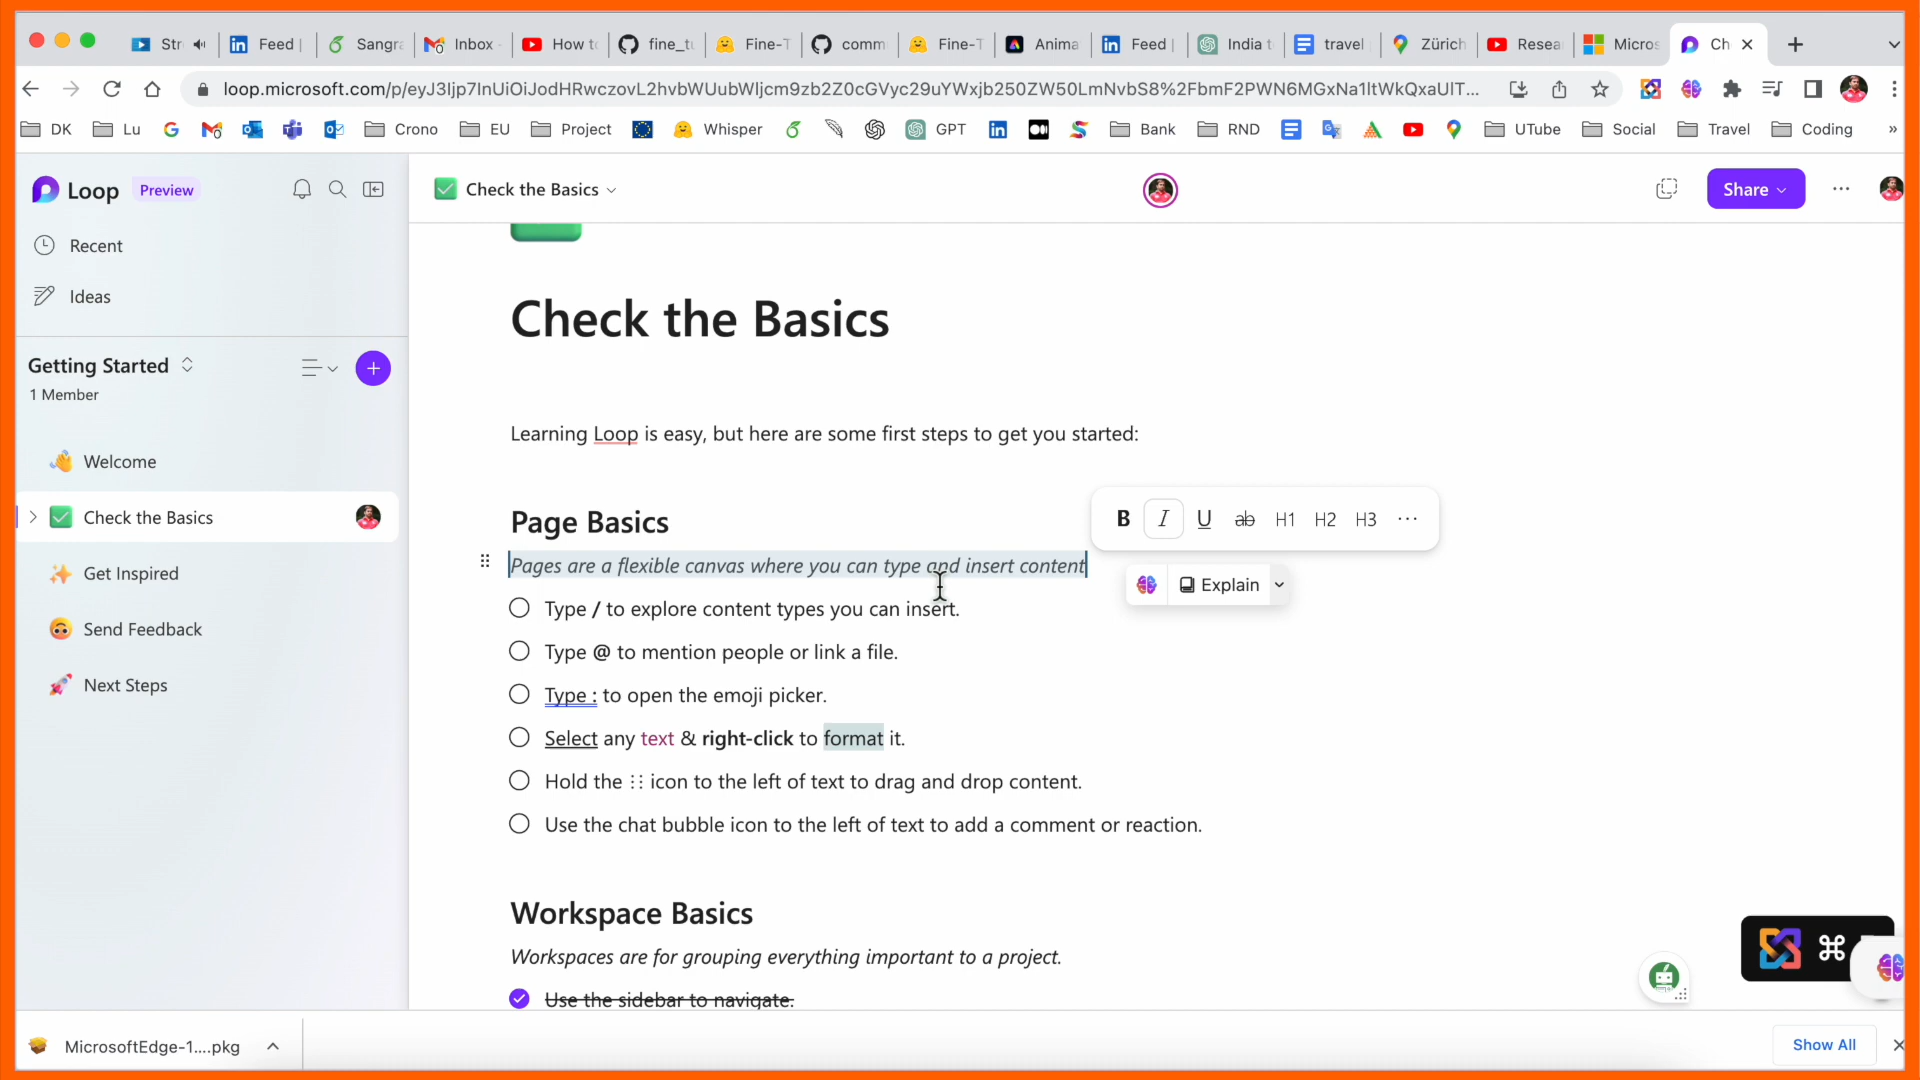 Str
Feed
Sangra
Inbox
How to
fine_tu
Fine-T
comm
Fine-T
Anima
Feed
India t
travel
Zürich
Resea
Micros
Ch
loop.microsoft.com/p/eyJ3Ijp7InUiOiJodHRwczovL2hvbWUubWljcm9zb2Z0cGVyc29uYWxjb250ZW50LmNvbS8%2FbmF2PWN6MGxNa1ltWkQxaUlT...
DK
Lu
Crono
EU
Project
Whisper
GPT
Bank
RND
UTube
Social
Travel
Coding
»
Loop
Preview
Check the Basics
Share
Recent
Ideas
Getting Started
1 Member
Welcome
Check the Basics
Get Inspired
Send Feedback
Next Steps
Check the Basics
Learning Loop is easy, but here are some first steps to get you started:
Page Basics
Pages are a flexible canvas where you can type and insert content
B I U ab H1 H2 H3 ...
Explain
Type / to explore content types you can insert.
Type @ to mention people or link a file.
Type : to open the emoji picker.
Select any text & right-click to format it.
Hold the ⋮⋮ icon to the left of text to drag and drop content.
Use the chat bubble icon to the left of text to add a comment or reaction.
Workspace Basics
Workspaces are for grouping everything important to a project.
Use the sidebar to navigate.
⌘
MicrosoftEdge-1....pkg
Show All